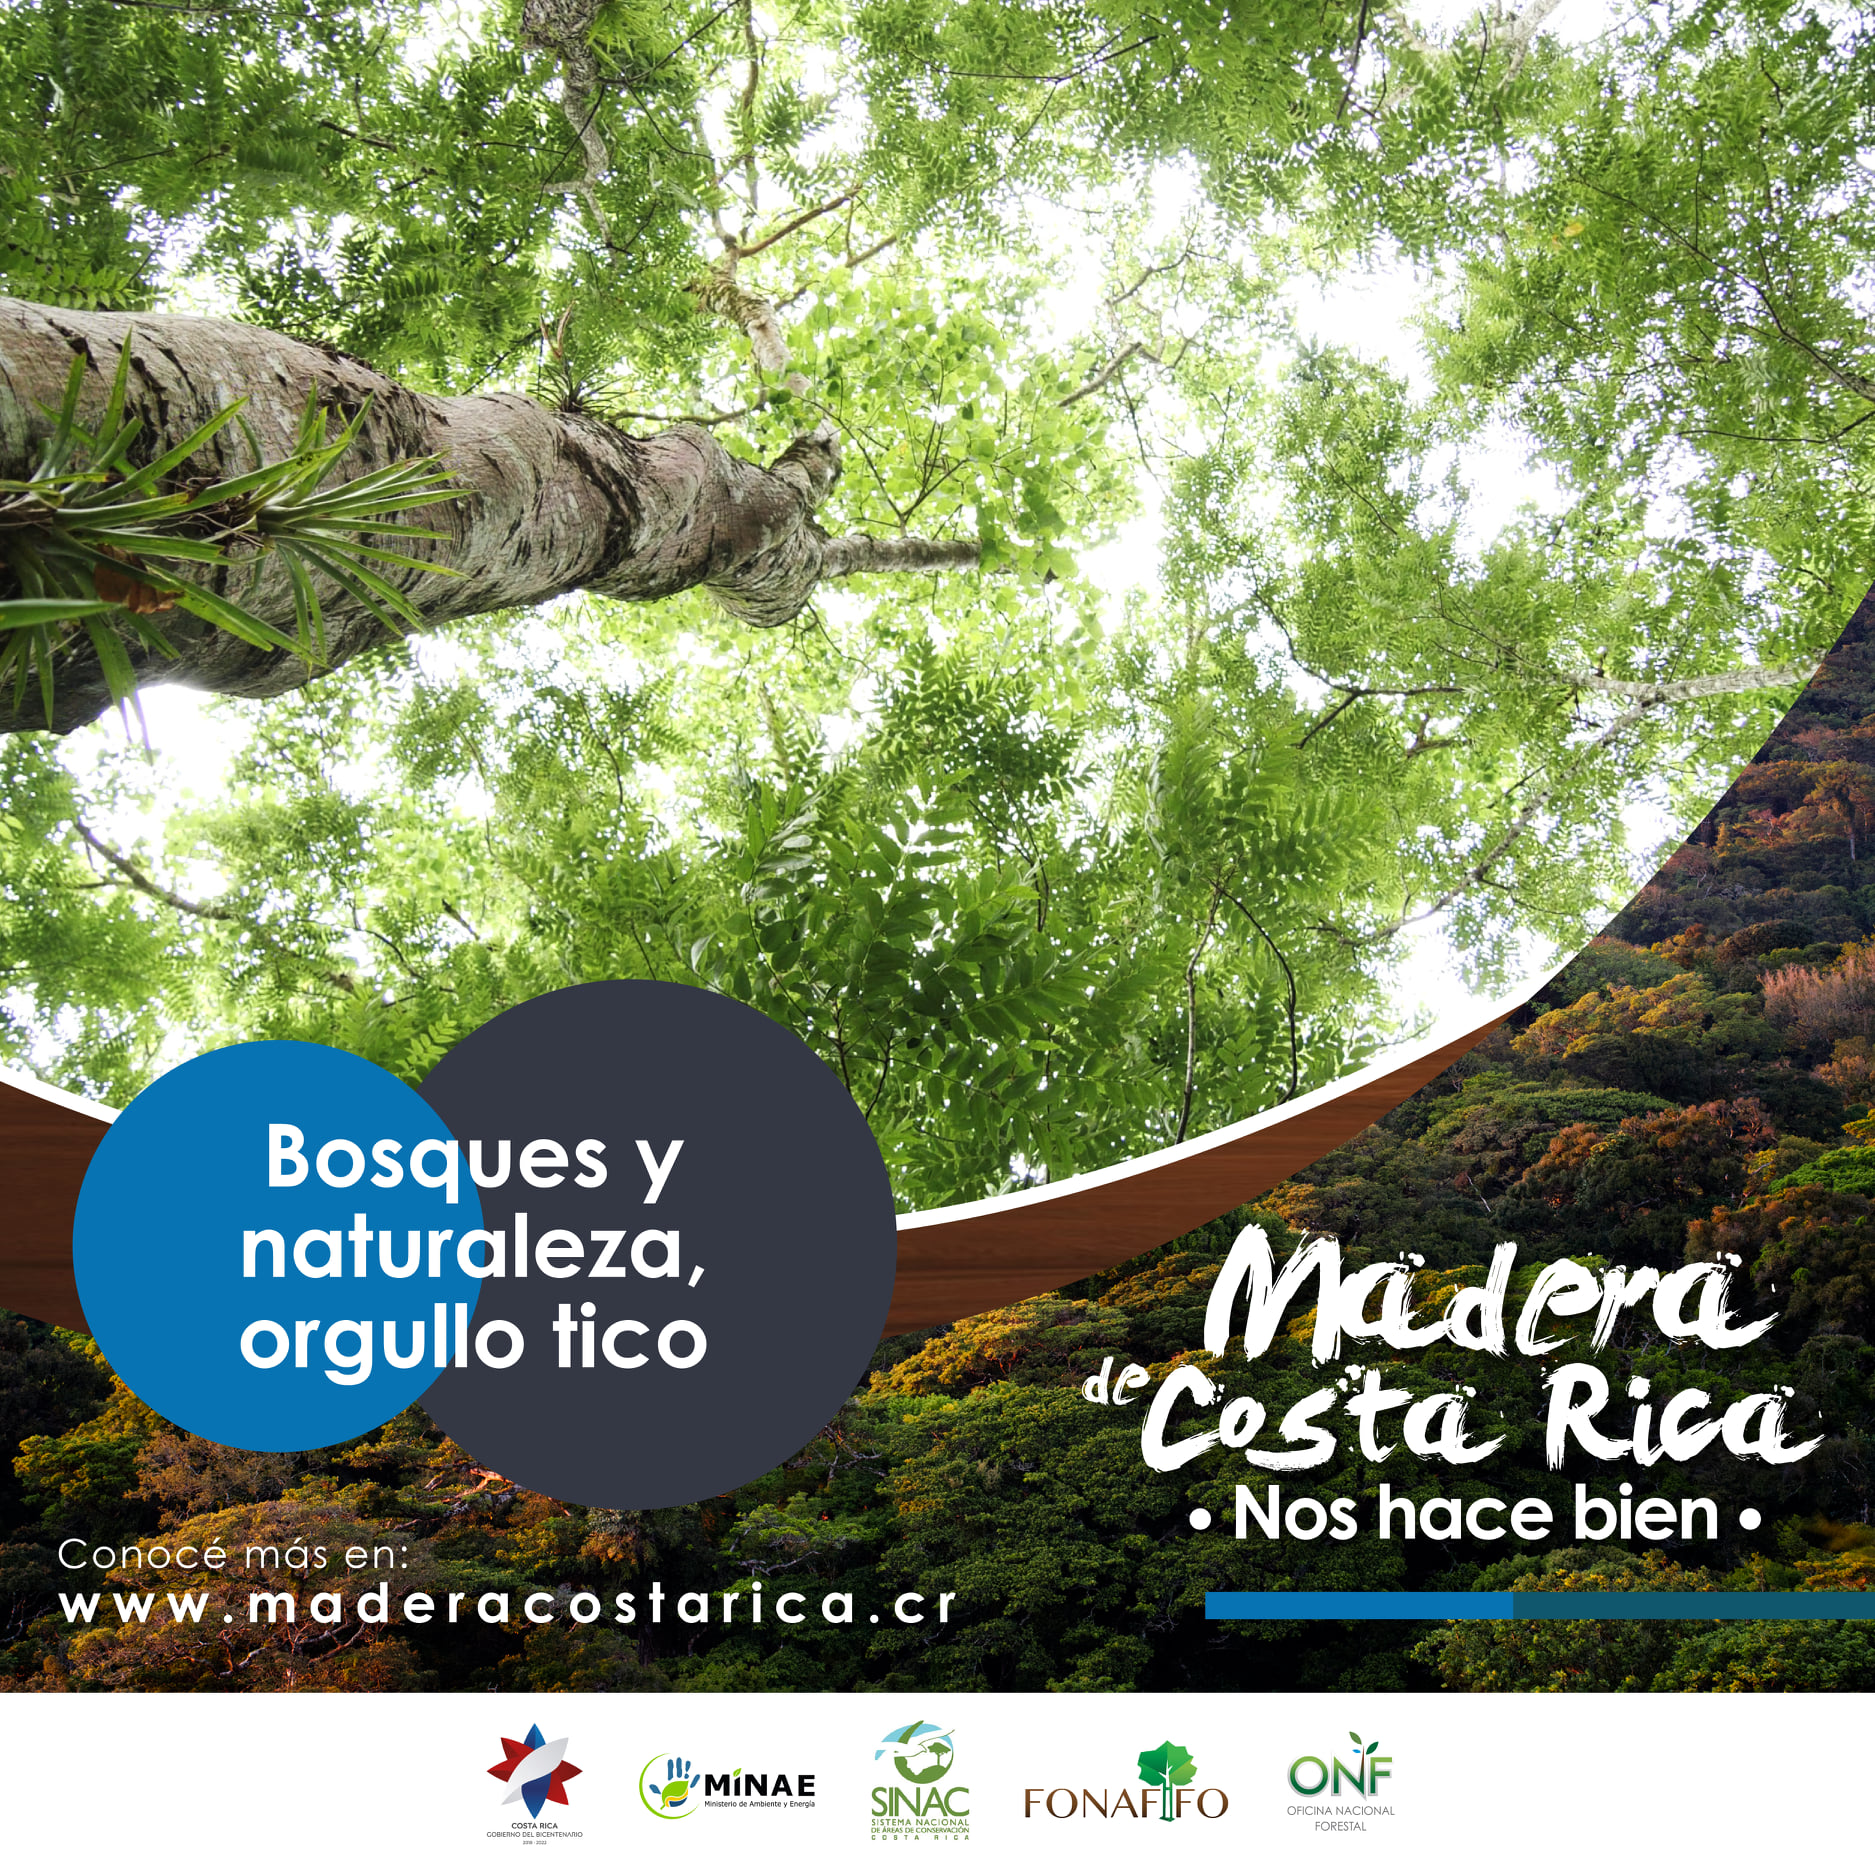 Bosques y
naturaleza,
orgullo tico
Madera
de Costa Rica
• Nos hace bien •
Conocé más en:
www.maderacostarica.cr
COSTA RICA
GOBIERNO DEL BICENTENARIO
2018 - 2022
MINAE
Ministerio de Ambiente y Energía
SINAC
SISTEMA NACIONAL
DE ÁREAS DE CONSERVACIÓN
COSTA RICA
FONAFIFO
ONF
OFICINA NACIONAL
FORESTAL